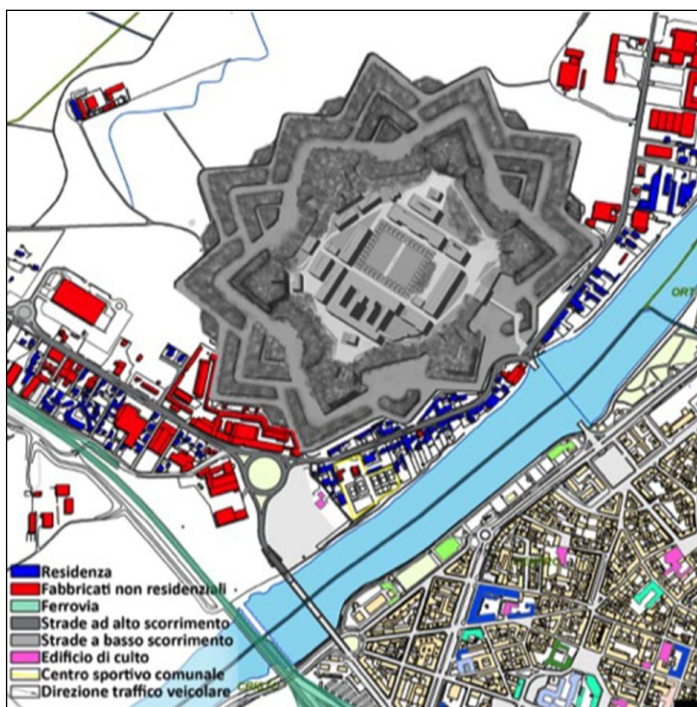 ORT
Residenza
Fabbricati non residenziali
Ferrovia
Strade ad alto scorrimento
Strade a basso scorrimento
Edificio di culto
Centro sportivo comunale
Direzione traffico veicolare